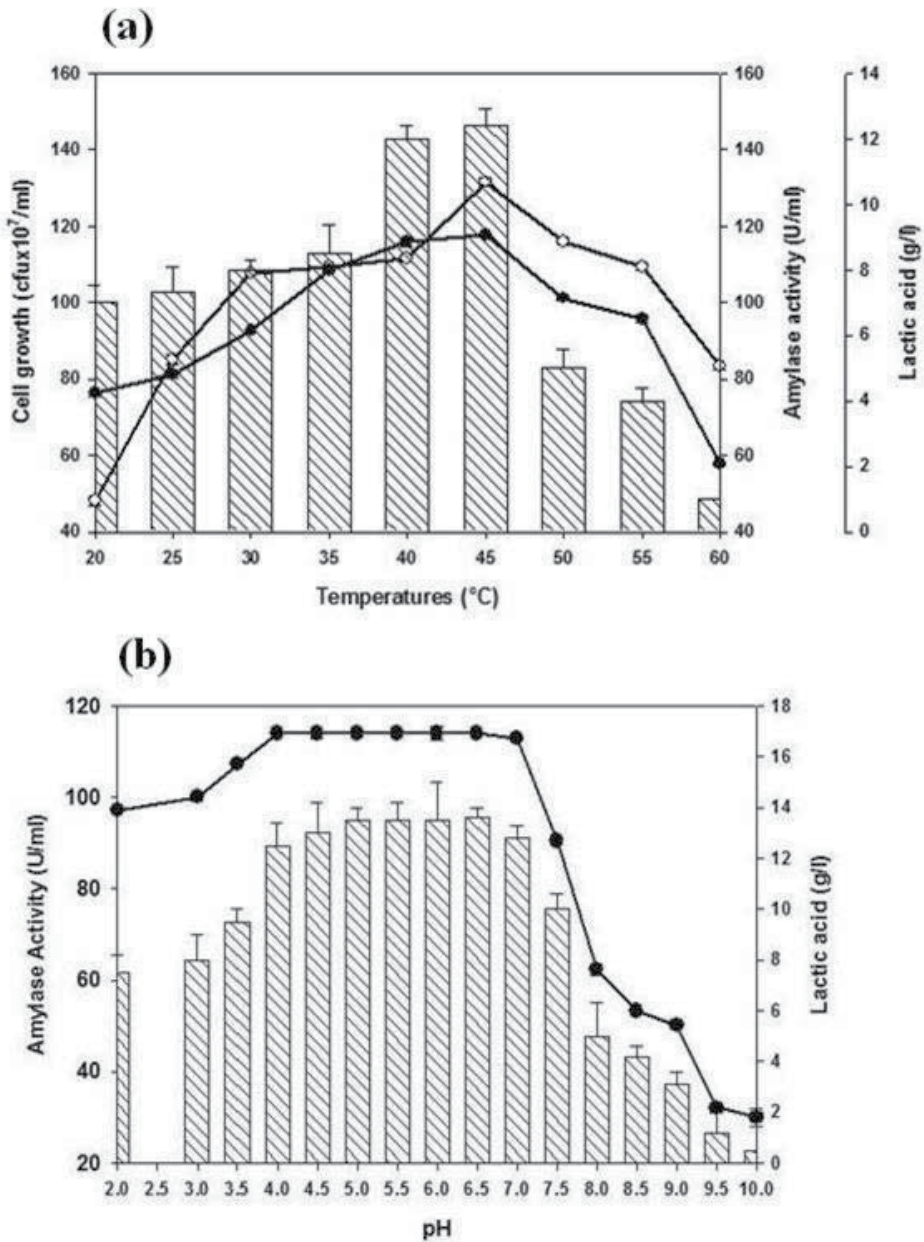 (a)
160 160 14
140 140 12
120 120 10
100 100 8
80 80 6
60 60 4
40 40 2
0
Cell growth (cfux10⁷/ml)
Amylase activity (U/ml)
Lactic acid (g/l)
20 25 30 35 40 45 50 55 60
Temperatures (°C)
(b)
120 18
100 16
80 14
60 12
40 10
20 8
6
4
2
0
Amylase Activity (U/ml)
Lactic acid (g/l)
2.0 2.5 3.0 3.5 4.0 4.5 5.0 5.5 6.0 6.5 7.0 7.5 8.0 8.5 9.0 9.5 10.0
pH